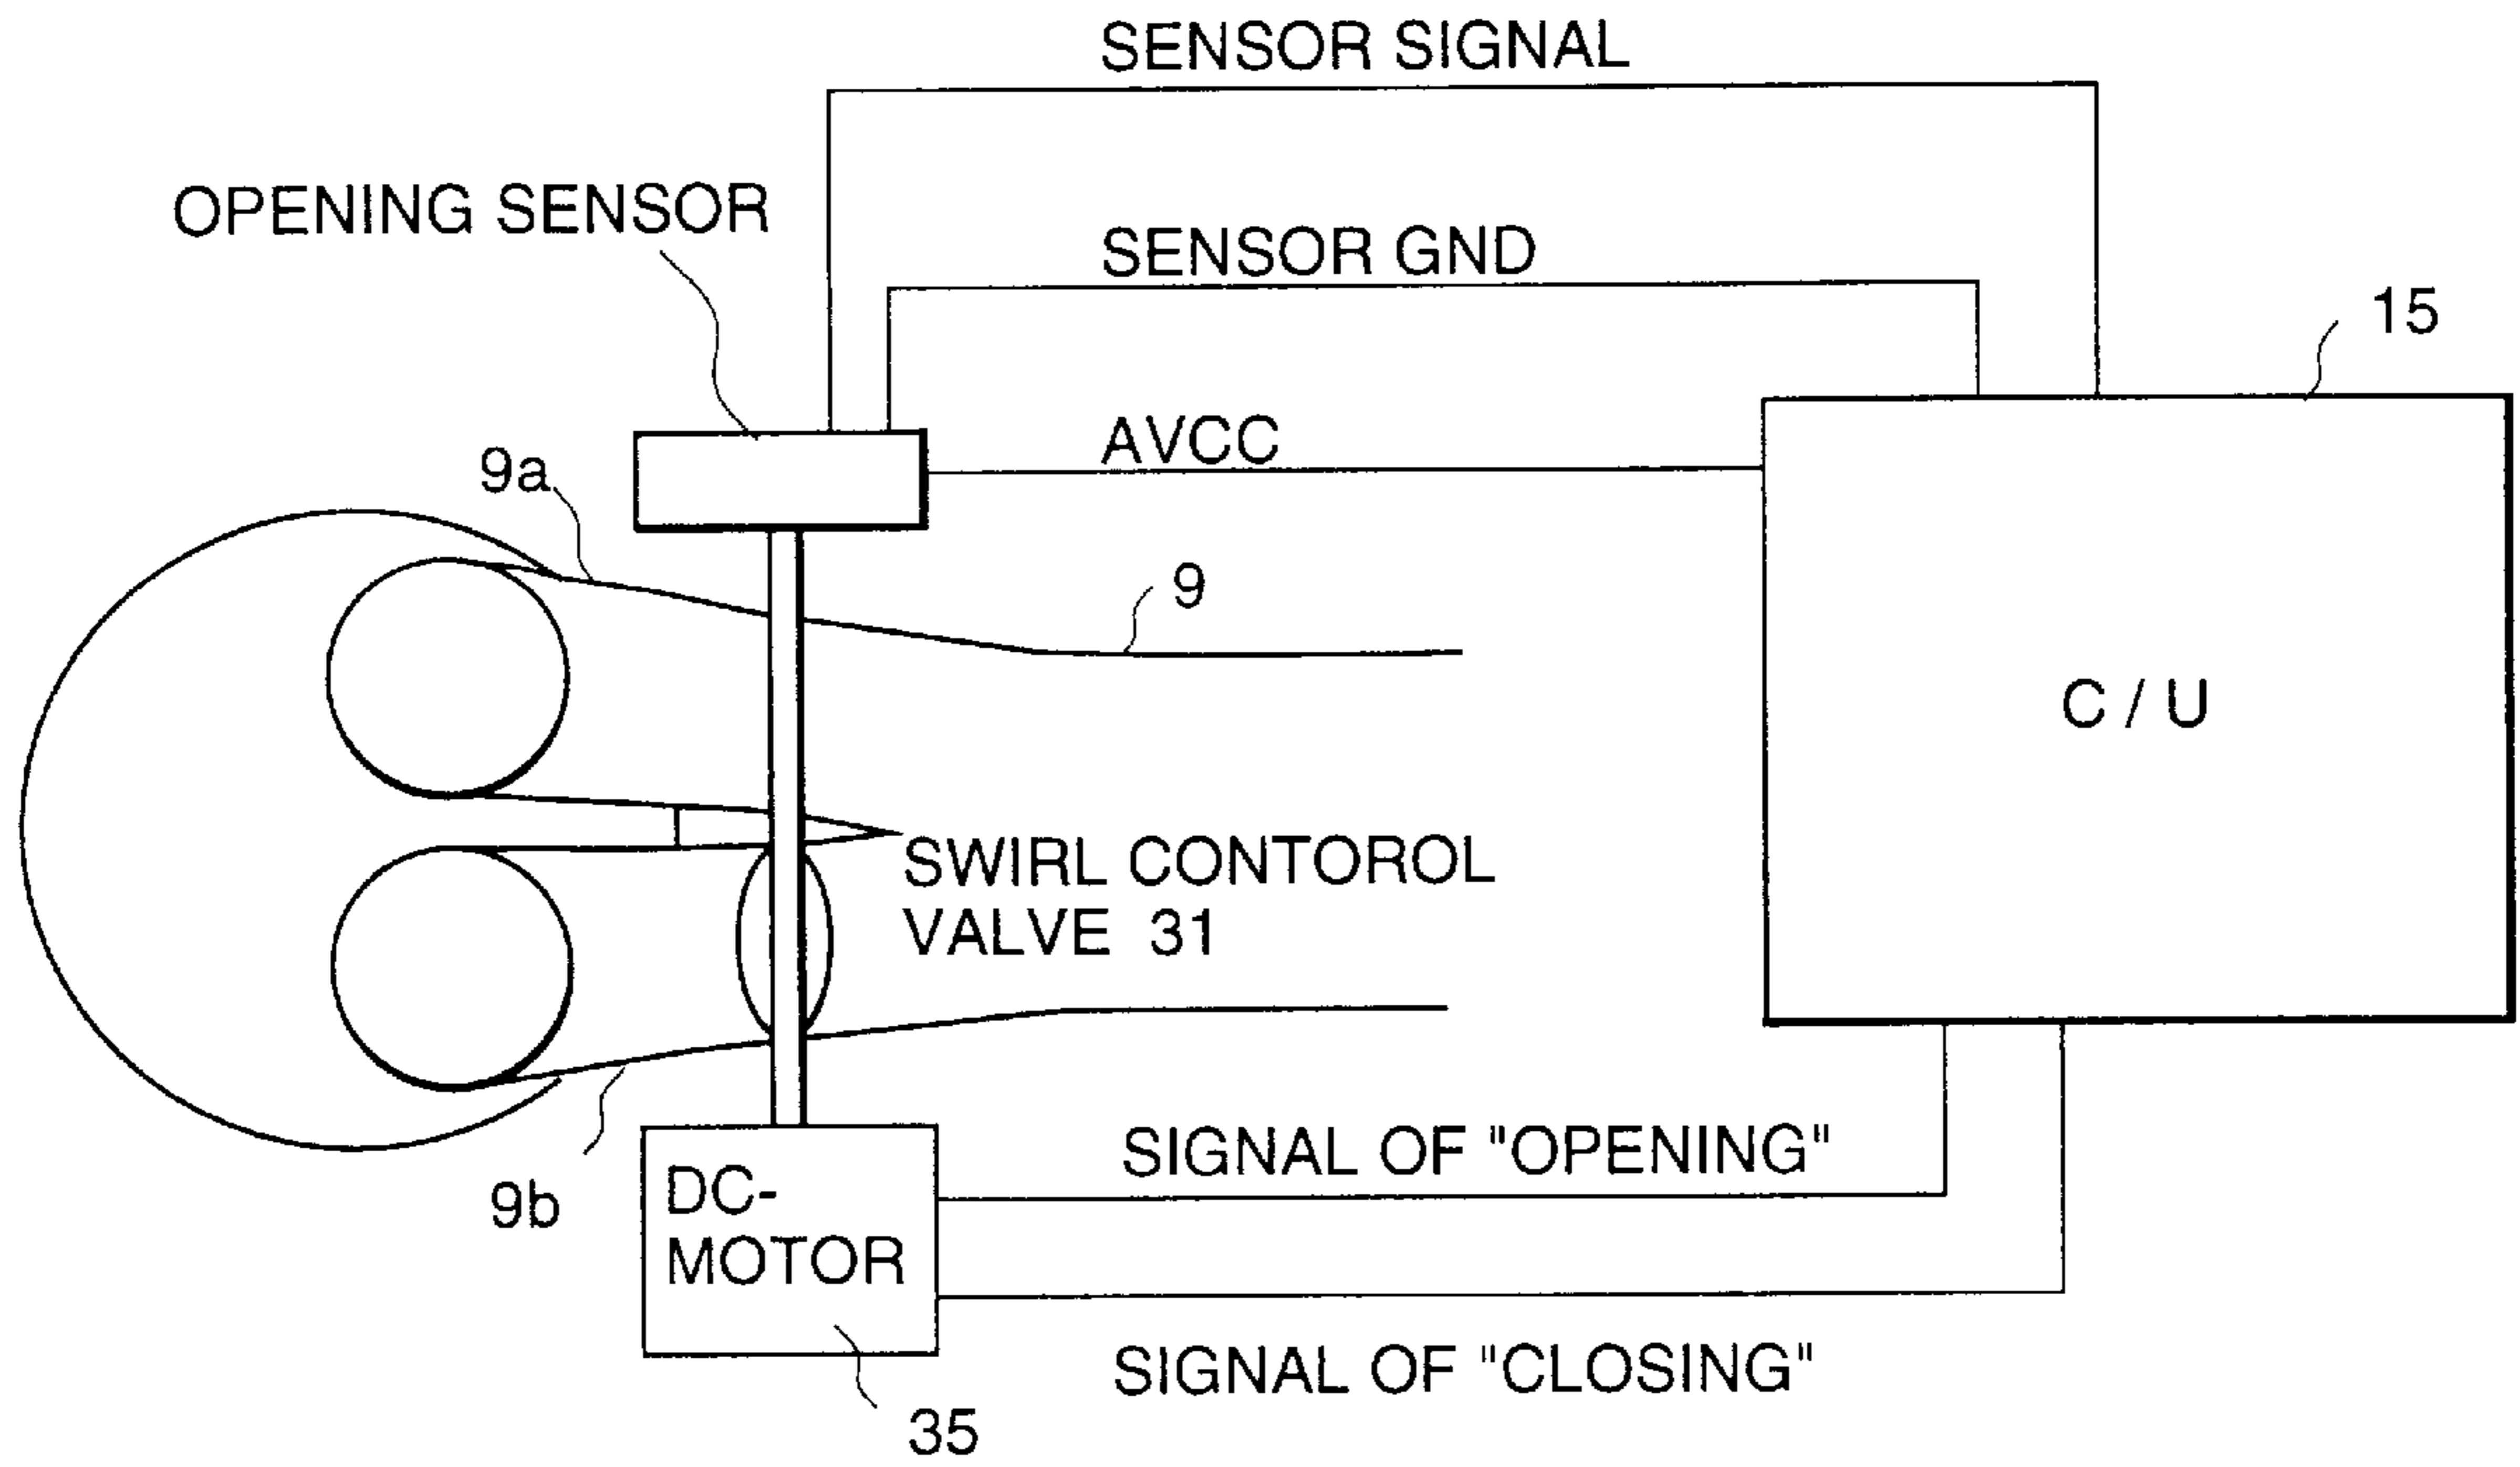 SENSOR SIGNAL
OPENING SENSOR
SENSOR GND
15
AVCC
9a
9
C / U
SWIRL CONTOROL
VALVE 31
SIGNAL OF "OPENING"
9b
DC-
MOTOR
SIGNAL OF "CLOSING"
35